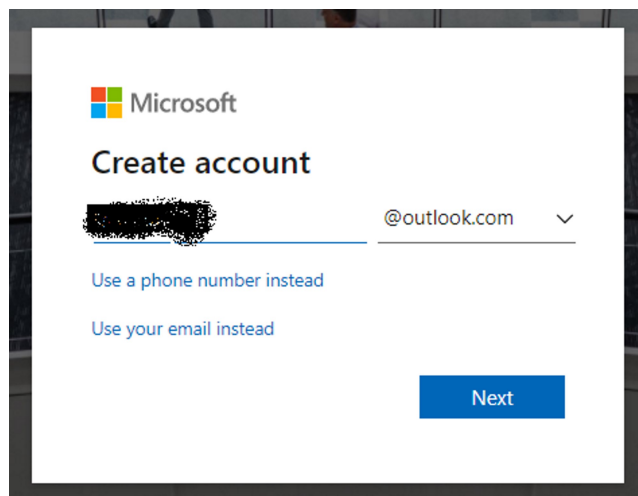 Microsoft
Create account
@outlook.com
Use a phone number instead
Use your email instead
Next